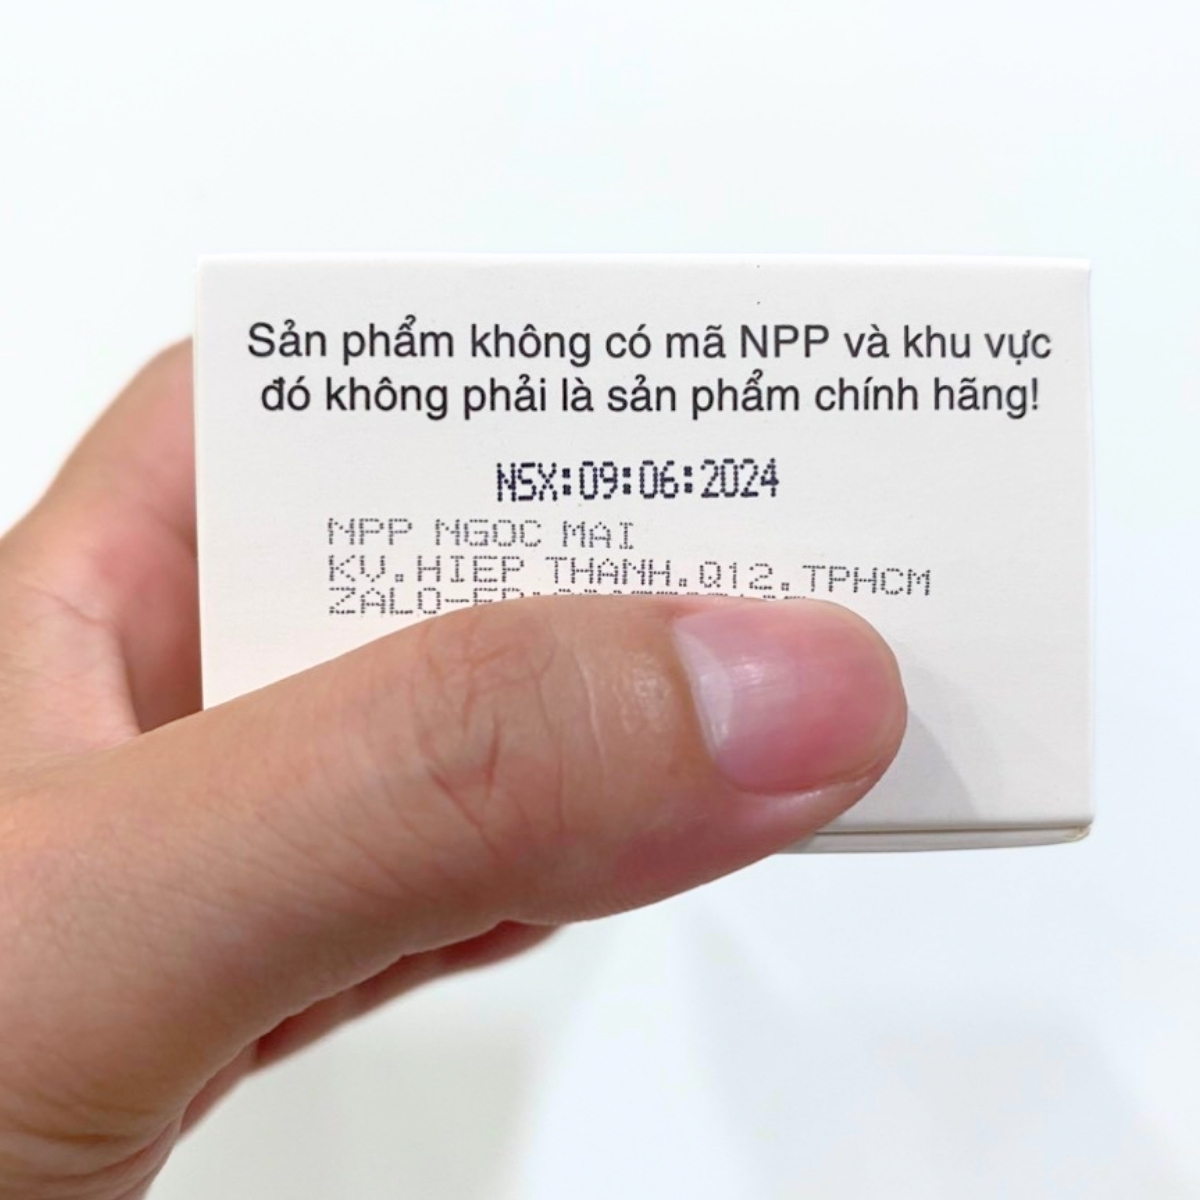 Sản phẩm không có mã NPP và khu vực
đó không phải là sản phẩm chính hãng!
NSX:09:06:2024
NPP NGOC MAI
KV.HIEP THANH.Q12.TPHCM